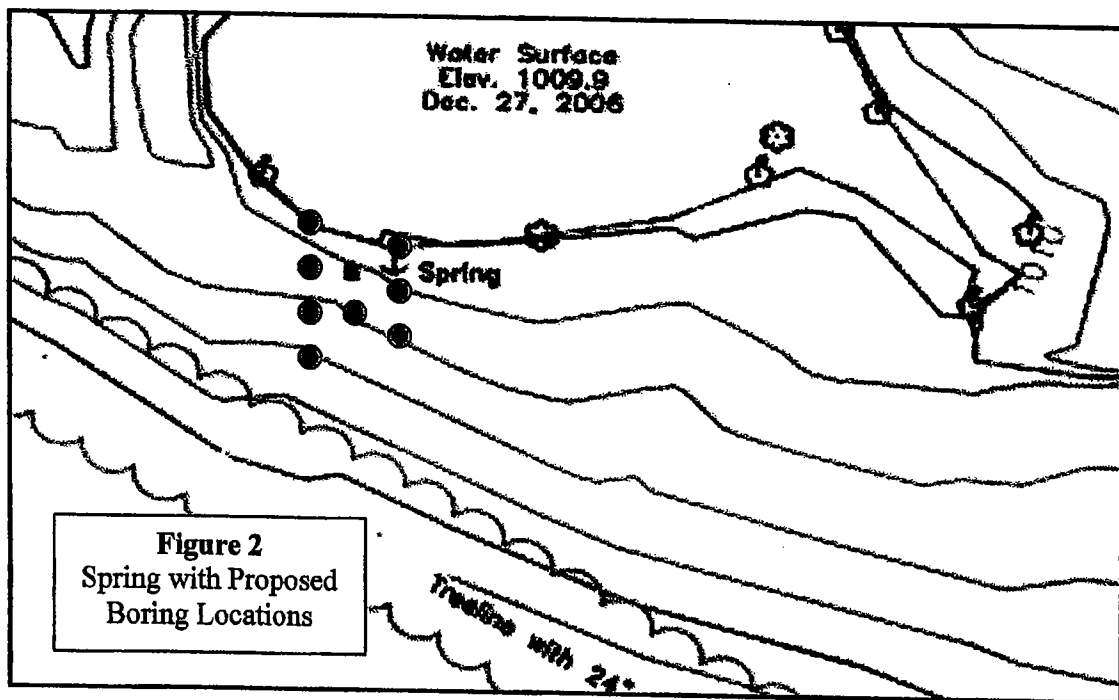 Water Surface
Elev. 1009.9
Dec. 27, 2006
Spring
Figure 2
Spring with Proposed
Boring Locations
Treeline with 24"